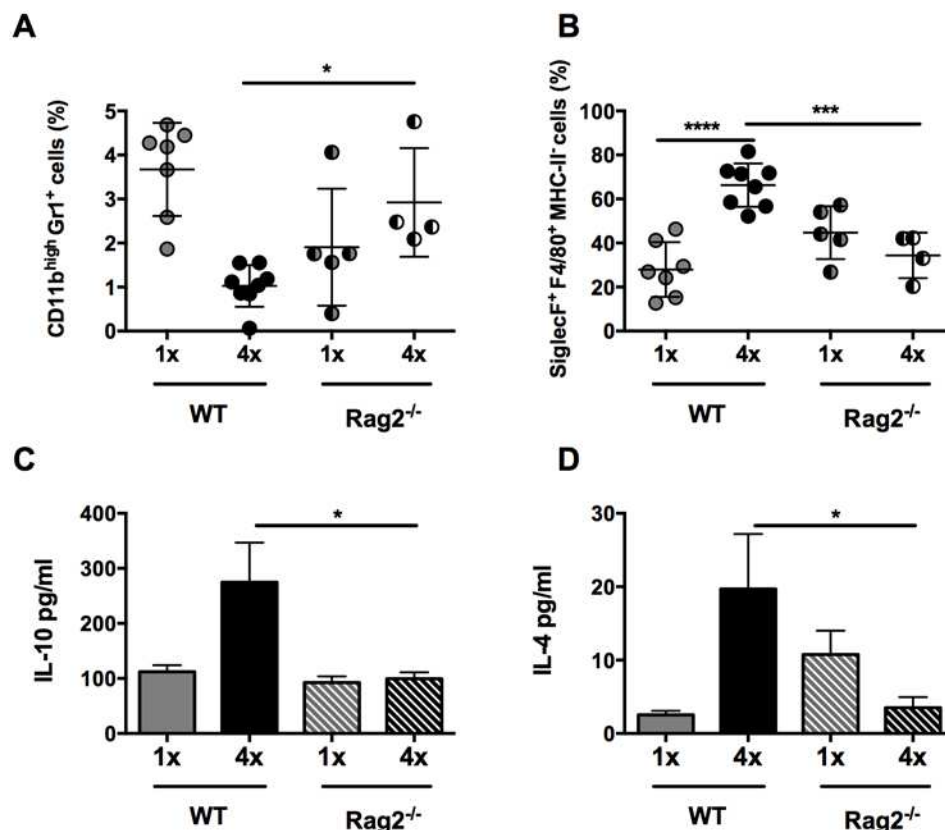 A
CD11b^high Gr1⁺ cells (%)
5
4
3
2
1
0
*
1x 4x 1x 4x
WT Rag2⁻/⁻
B
SiglecF⁺ F4/80⁺ MHC-II⁻ cells (%)
100
80
60
40
20
0
**** ***
1x 4x 1x 4x
WT Rag2⁻/⁻
C
IL-10 pg/ml
400
300
200
100
0
*
1x 4x 1x 4x
WT Rag2⁻/⁻
D
IL-4 pg/ml
30
20
10
0
*
1x 4x 1x 4x
WT Rag2⁻/⁻